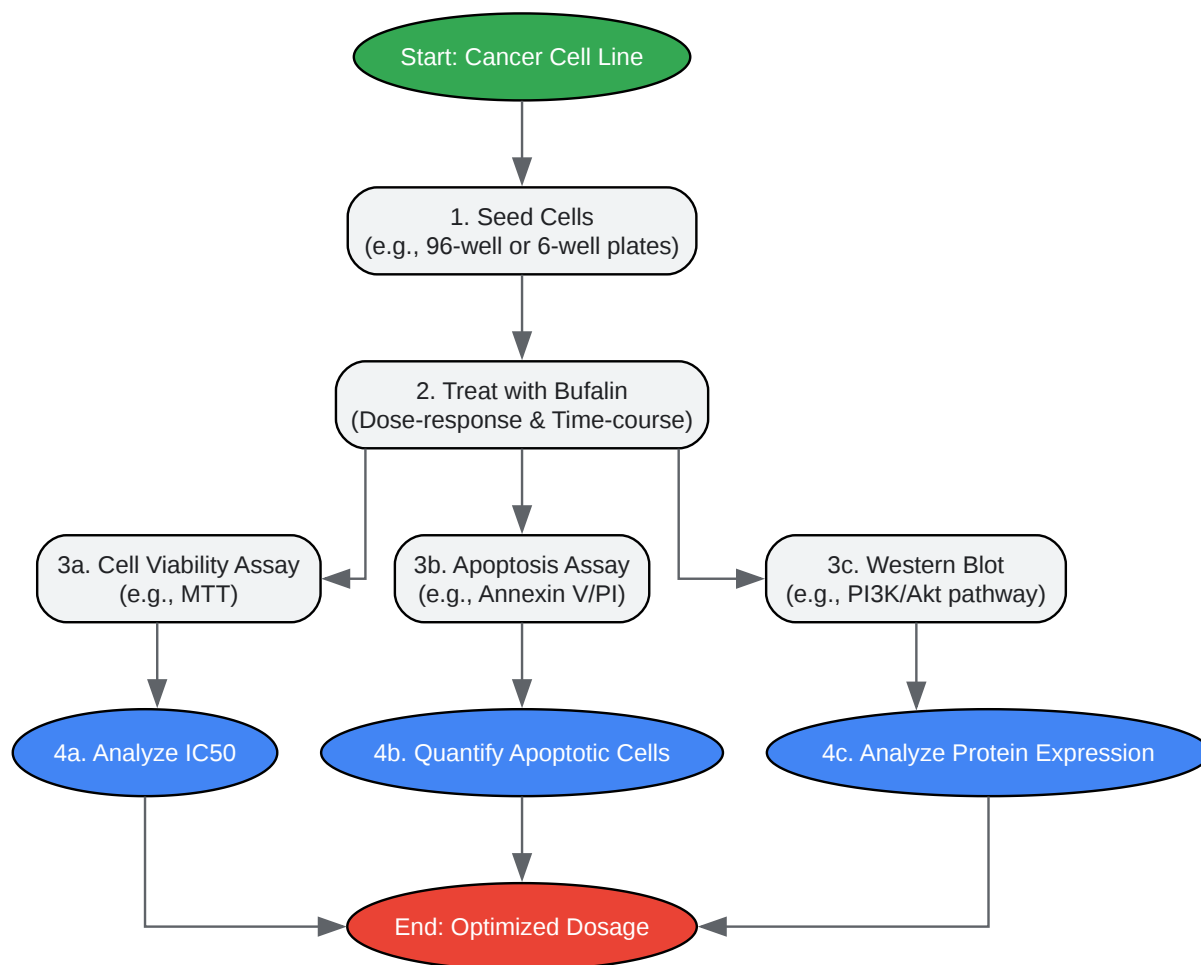 Start: Cancer Cell Line
1. Seed Cells
(e.g., 96-well or 6-well plates)
2. Treat with Bufalin
(Dose-response & Time-course)
3a. Cell Viability Assay
(e.g., MTT)
3b. Apoptosis Assay
(e.g., Annexin V/PI)
3c. Western Blot
(e.g., PI3K/Akt pathway)
4a. Analyze IC50
4b. Quantify Apoptotic Cells
4c. Analyze Protein Expression
End: Optimized Dosage